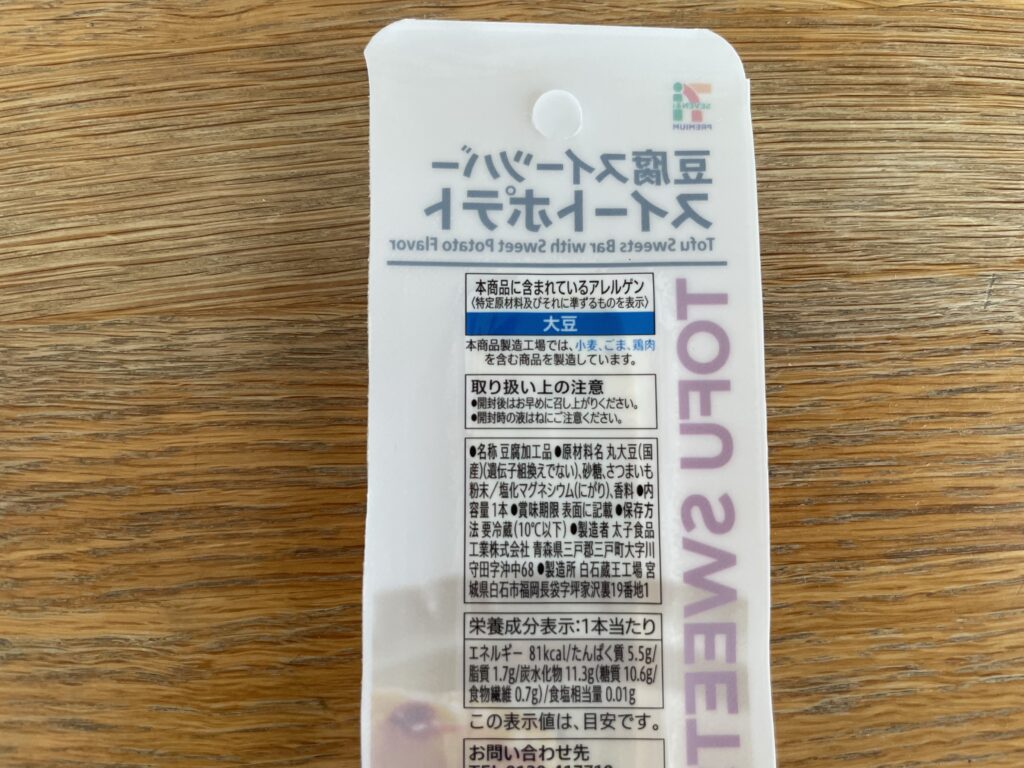 SEVEN&i
PREMIUM
豆腐スイーツバー
スイートポテト
Tofu Sweets Bar with Sweet Potato Flavor
TOFU SWEET
本商品に含まれているアレルゲン
〈特定原材料及びそれに準ずるものを表示〉
大豆
本商品製造工場では、小麦、ごま、鶏肉
を含む商品を製造しています。
取り扱い上の注意
●開封後はお早めに召し上がりください。
●開封時の液はねにご注意ください。
●名称 豆腐加工品 ●原材料名 丸大豆(国
産)(遺伝子組換えでない)、砂糖、さつまいも
粉末／塩化マグネシウム(にがり)、香料 ●内
容量 1本 ●賞味期限 表面に記載 ●保存方
法 要冷蔵(10℃以下) ●製造者 太子食品
工業株式会社 青森県三戸郡三戸町大字川
守田字沖中68 ●製造所 白石蔵王工場 宮
城県白石市福岡長袋字坪家沢裏19番地1
栄養成分表示:1本当たり
エネルギー 81kcal/たんぱく質 5.5g/
脂質 1.7g/炭水化物 11.3g(糖質 10.6g/
食物繊維 0.7g)/食塩相当量 0.01g
この表示値は、目安です。
お問い合わせ先
TEL 0120-417710